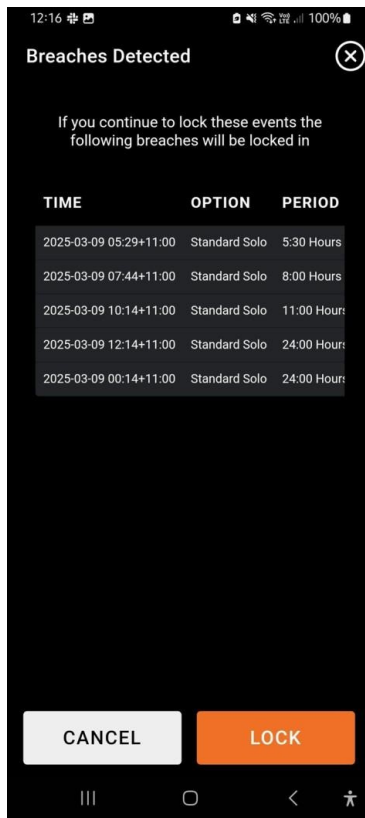 12:16 100%
Breaches Detected
If you continue to lock these events the
following breaches will be locked in
TIME OPTION PERIOD
2025-03-09 05:29+11:00 Standard Solo 5:30 Hours
2025-03-09 07:44+11:00 Standard Solo 8:00 Hours
2025-03-09 10:14+11:00 Standard Solo 11:00 Hours
2025-03-09 12:14+11:00 Standard Solo 24:00 Hours
2025-03-09 00:14+11:00 Standard Solo 24:00 Hours
CANCEL LOCK